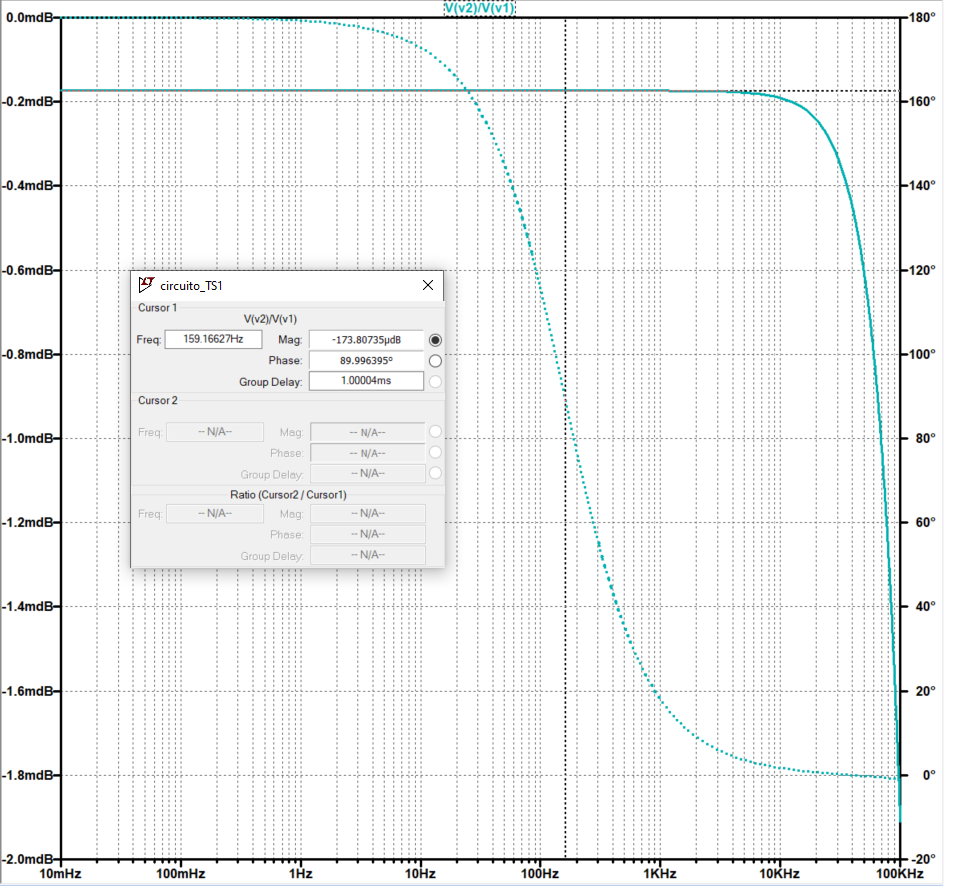 V(v2)/V(v1)
0.0mdB
-0.2mdB
-0.4mdB
-0.6mdB
-0.8mdB
-1.0mdB
-1.2mdB
-1.4mdB
-1.6mdB
-1.8mdB
-2.0mdB
180°
160°
140°
120°
100°
80°
60°
40°
20°
0°
-20°
circuito_TS1
Cursor 1
V(v2)/V(v1)
Freq: 159.16627Hz Mag: -173.80735µdB
Phase: 89.996395°
Group Delay: 1.00004ms
Cursor 2
Freq: -- N/A-- Mag: -- N/A--
Phase: -- N/A--
Group Delay: -- N/A--
Ratio (Cursor2 / Cursor1)
Freq: -- N/A-- Mag: -- N/A--
Phase: -- N/A--
Group Delay: -- N/A--
10mHz 100mHz 1Hz 10Hz 100Hz 1KHz 10KHz 100KHz